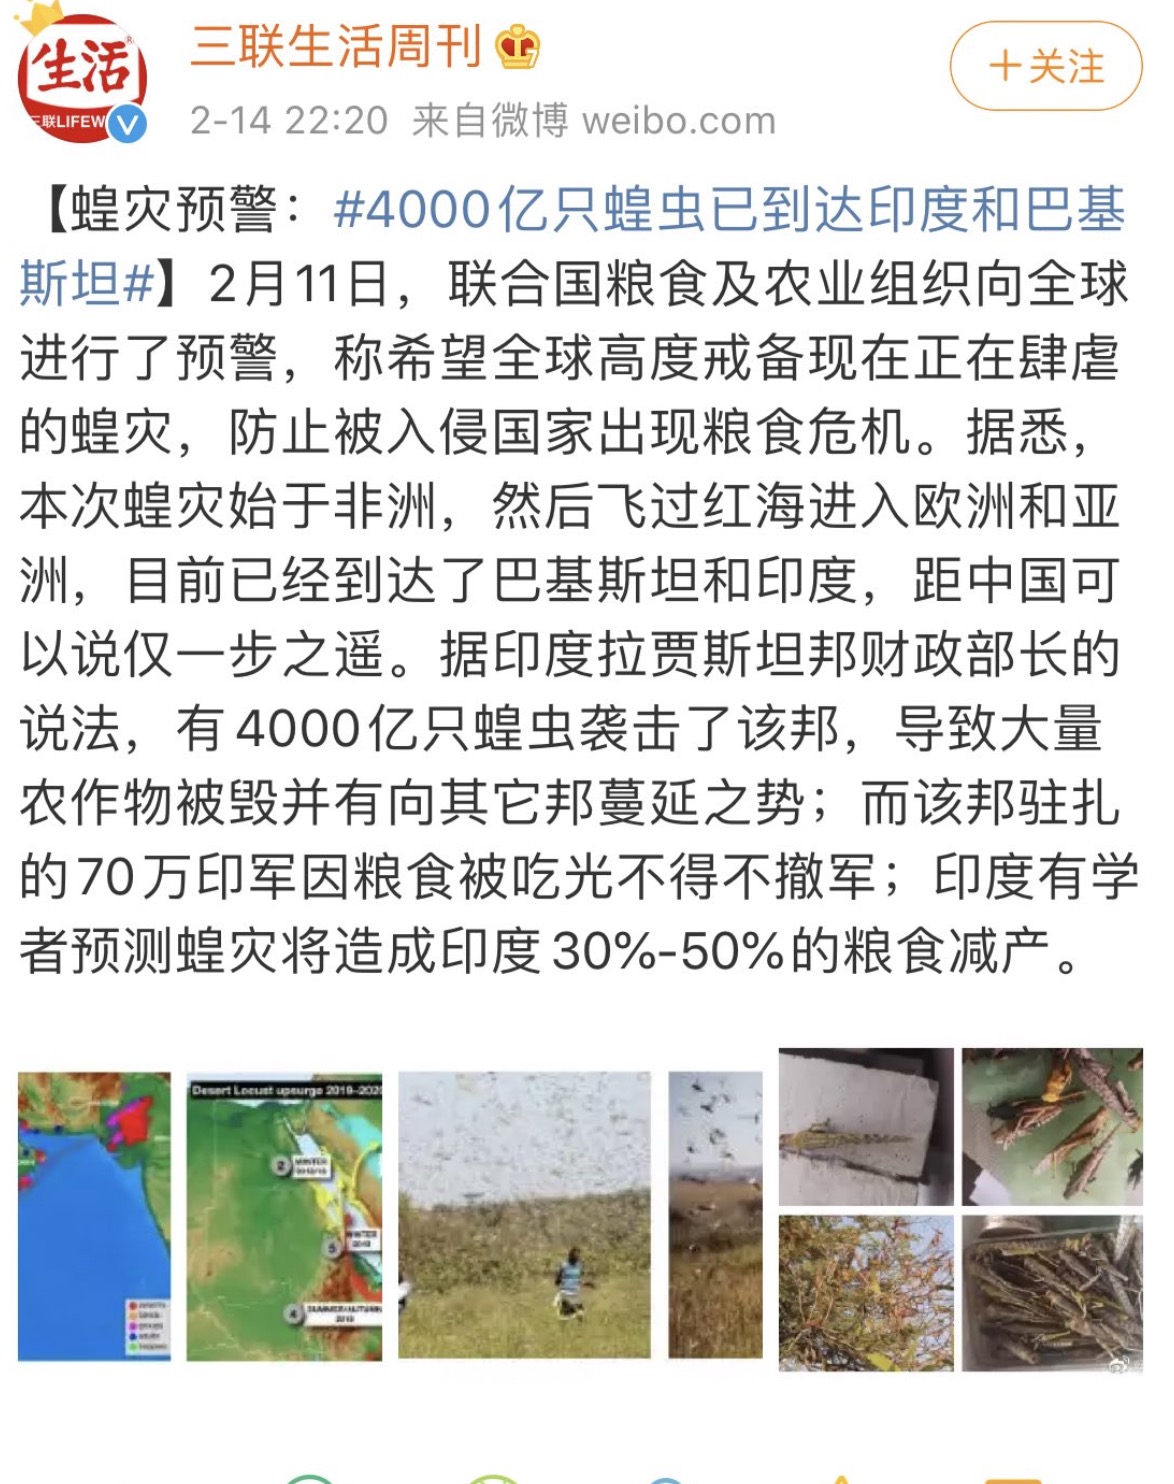 生活
三联LIFEW
三联生活周刊
+关注
2-14 22:20 来自微博 weibo.com
【蝗灾预警：#4000亿只蝗虫已到达印度和巴基
斯坦#】2月11日，联合国粮食及农业组织向全球
进行了预警，称希望全球高度戒备现在正在肆虐
的蝗灾，防止被入侵国家出现粮食危机。据悉，
本次蝗灾始于非洲，然后飞过红海进入欧洲和亚
洲，目前已经到达了巴基斯坦和印度，距中国可
以说仅一步之遥。据印度拉贾斯坦邦财政部长的
说法，有4000亿只蝗虫袭击了该邦，导致大量
农作物被毁并有向其它邦蔓延之势；而该邦驻扎
的70万印军因粮食被吃光不得不撤军；印度有学
者预测蝗灾将造成印度30%-50%的粮食减产。
Desert Locust upsurge 2019-2020
2 WINTER
5 WINTER
2019
4 SUMMER/AUTUMN
2019